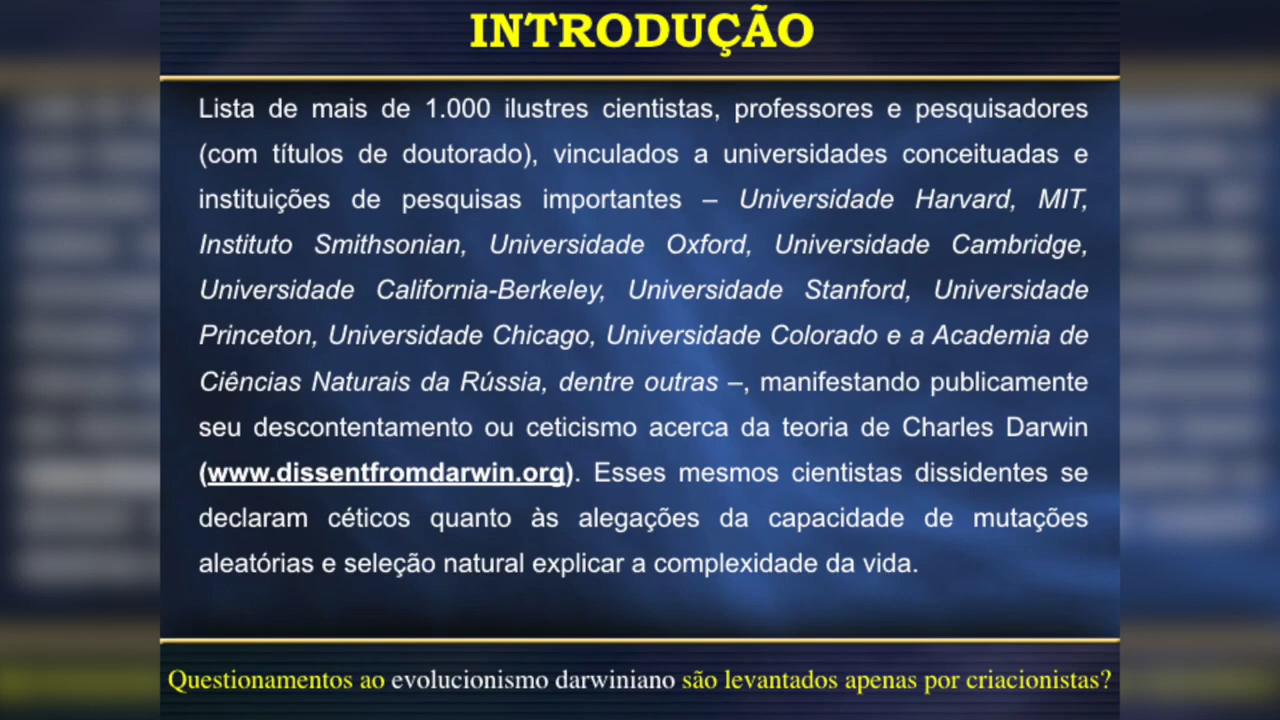 INTRODUÇÃO
Lista de mais de 1.000 ilustres cientistas, professores e pesquisadores
(com títulos de doutorado), vinculados a universidades conceituadas e
instituições de pesquisas importantes – Universidade Harvard, MIT,
Instituto Smithsonian, Universidade Oxford, Universidade Cambridge,
Universidade California-Berkeley, Universidade Stanford, Universidade
Princeton, Universidade Chicago, Universidade Colorado e a Academia de
Ciências Naturais da Rússia, dentre outras –, manifestando publicamente
seu descontentamento ou ceticismo acerca da teoria de Charles Darwin
(www.dissentfromdarwin.org). Esses mesmos cientistas dissidentes se
declaram céticos quanto às alegações da capacidade de mutações
aleatórias e seleção natural explicar a complexidade da vida.
Questionamentos ao evolucionismo darwiniano são levantados apenas por criacionistas?